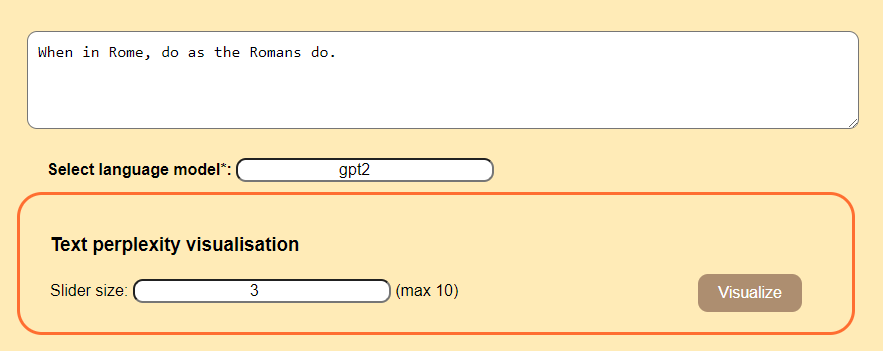 When in Rome, do as the Romans do.
Select language model*: gpt2
Text perplexity visualisation
Slider size: 3 (max 10) Visualize